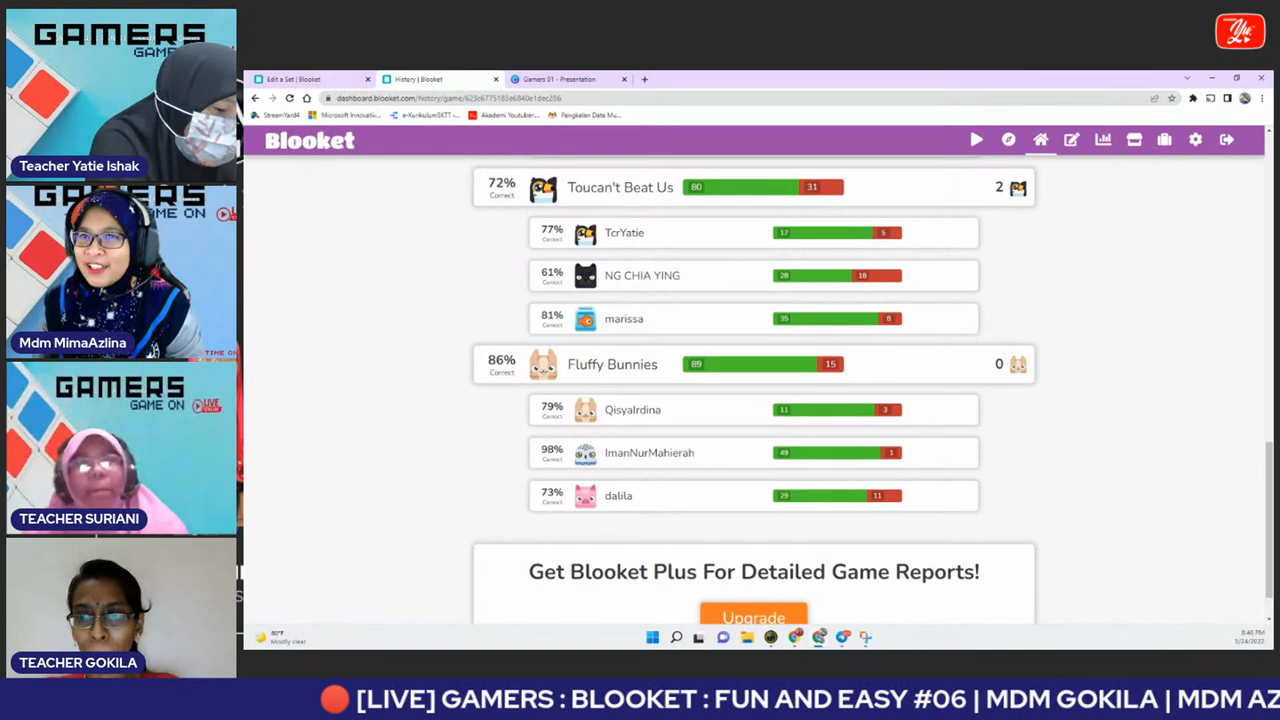 GAMERS
GAME
Teacher Yatie Ishak
GAMERS
GAME ON
LIVE
TIME ON
Mdm MimaAzlina
GAMERS
GAME ON
LIVE
TEACHER SURIANI
TEACHER GOKILA
Edit a Set | Blooket
History | Blooket
Gamers 01 - Presentation
dashboard.blooket.com/history/game/623c6775183e6840e1dec286
StreamYard4
Microsoft Innovativ...
e-KurikulumSKTT -...
Akademi Youtuber:...
Pangkalan Data Mu...
Blooket
72%
Correct
Toucan't Beat Us
80
31
2
77%
Correct
TcrYatie
17
5
61%
Correct
NG CHIA YING
28
18
81%
Correct
marissa
35
8
86%
Correct
Fluffy Bunnies
89
15
0
79%
Correct
QisyaIrdina
11
3
98%
Correct
ImanNurMahierah
49
1
73%
Correct
dalila
29
11
Get Blooket Plus For Detailed Game Reports!
Upgrade
80°F
Mostly clear
8:46 PM
3/24/2022
[LIVE] GAMERS : BLOOKET : FUN AND EASY #06 | MDM GOKILA | MDM AZ